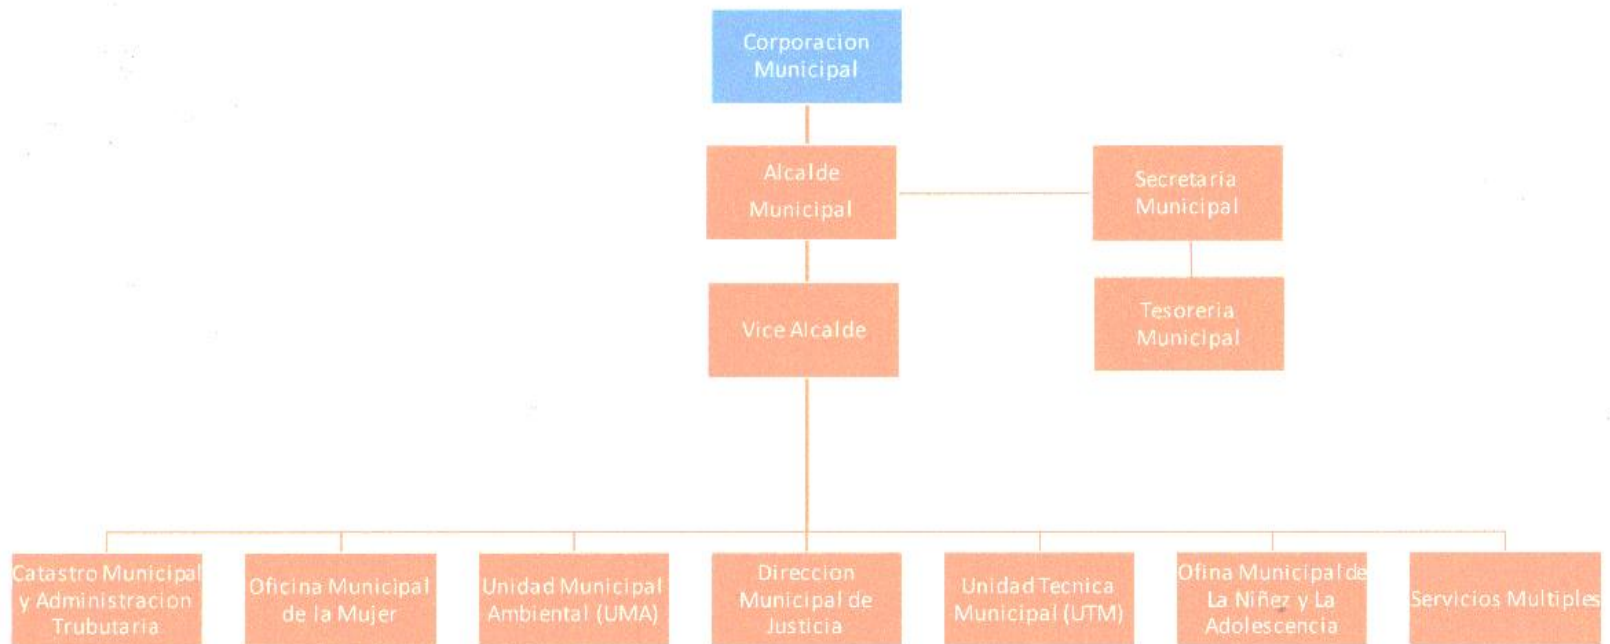 Corporacion
Municipal
Alcalde
Municipal
Secretaria
Municipal
Vice Alcalde
Tesoreria
Municipal
Catastro Municipal
y Administracion
Trubutaria
Oficina Municipal
de la Mujer
Unidad Municipal
Ambiental (UMA)
Direccion
Municipal de
Justicia
Unidad Tecnica
Municipal (UTM)
Ofina Municipal de
La Niñez y La
Adolescencia
Servicios Multiples